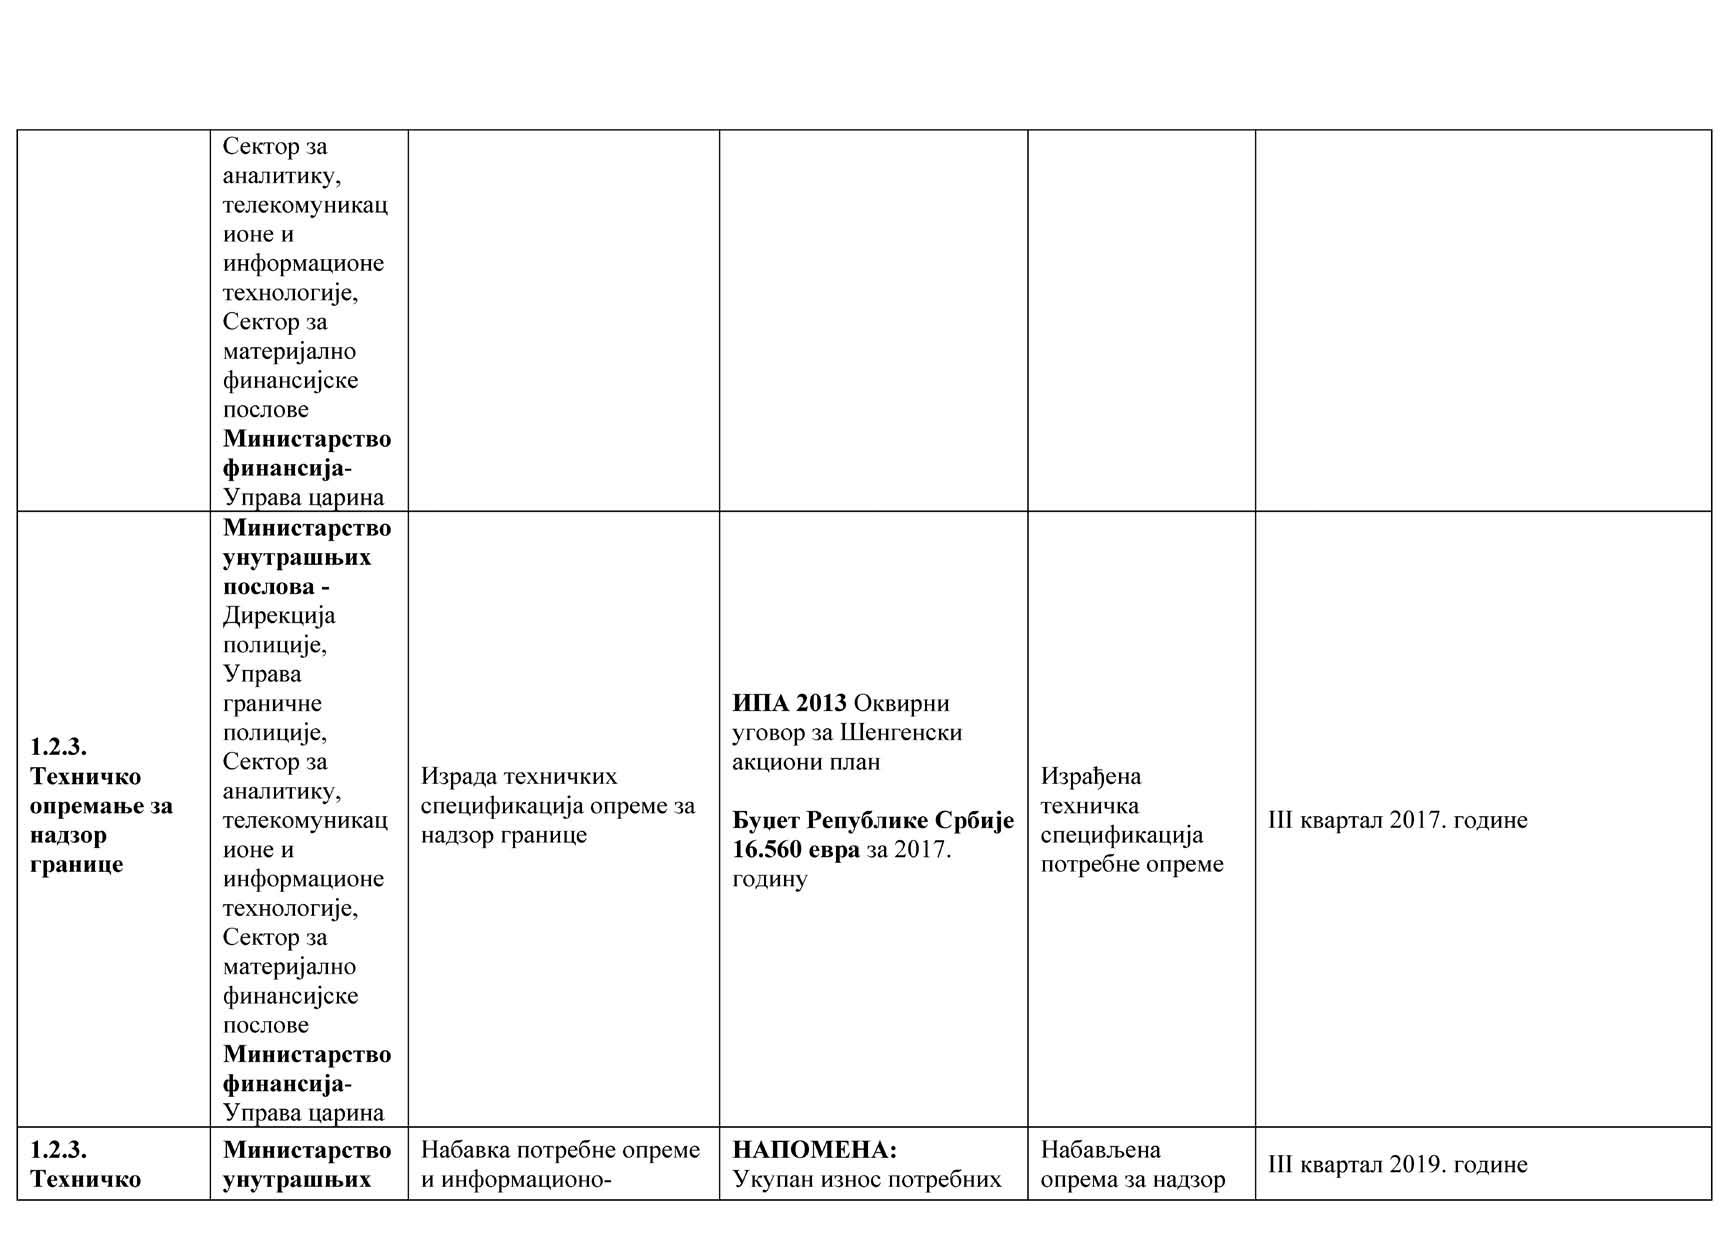 Сектор за
аналитику,
телекомуникац
ионе и
информационе
технологије,
Сектор за
материјално
финансијске
послове
Министарство
финансија-
Управа царина
1.2.3.
Техничко
опремање за
надзор
границе
Министарство
унутрашњих
послова -
Дирекција
полиције,
Управа
граничне
полиције,
Сектор за
аналитику,
телекомуникац
ионе и
информационе
технологије,
Сектор за
материјално
финансијске
послове
Министарство
финансија-
Управа царина
Израда техничких
спецификација опреме за
надзор границе
ИПА 2013 Оквирни
уговор за Шенгенски
акциони план
Буџет Републике Србије
16.560 евра за 2017.
годину
Израђена
техничка
спецификација
потребне опреме
III квартал 2017. године
1.2.3.
Техничко
Министарство
унутрашњих
Набавка потребне опреме
и информационо-
НАПОМЕНА:
Укупан износ потребних
Набављена
опрема за надзор
III квартал 2019. године